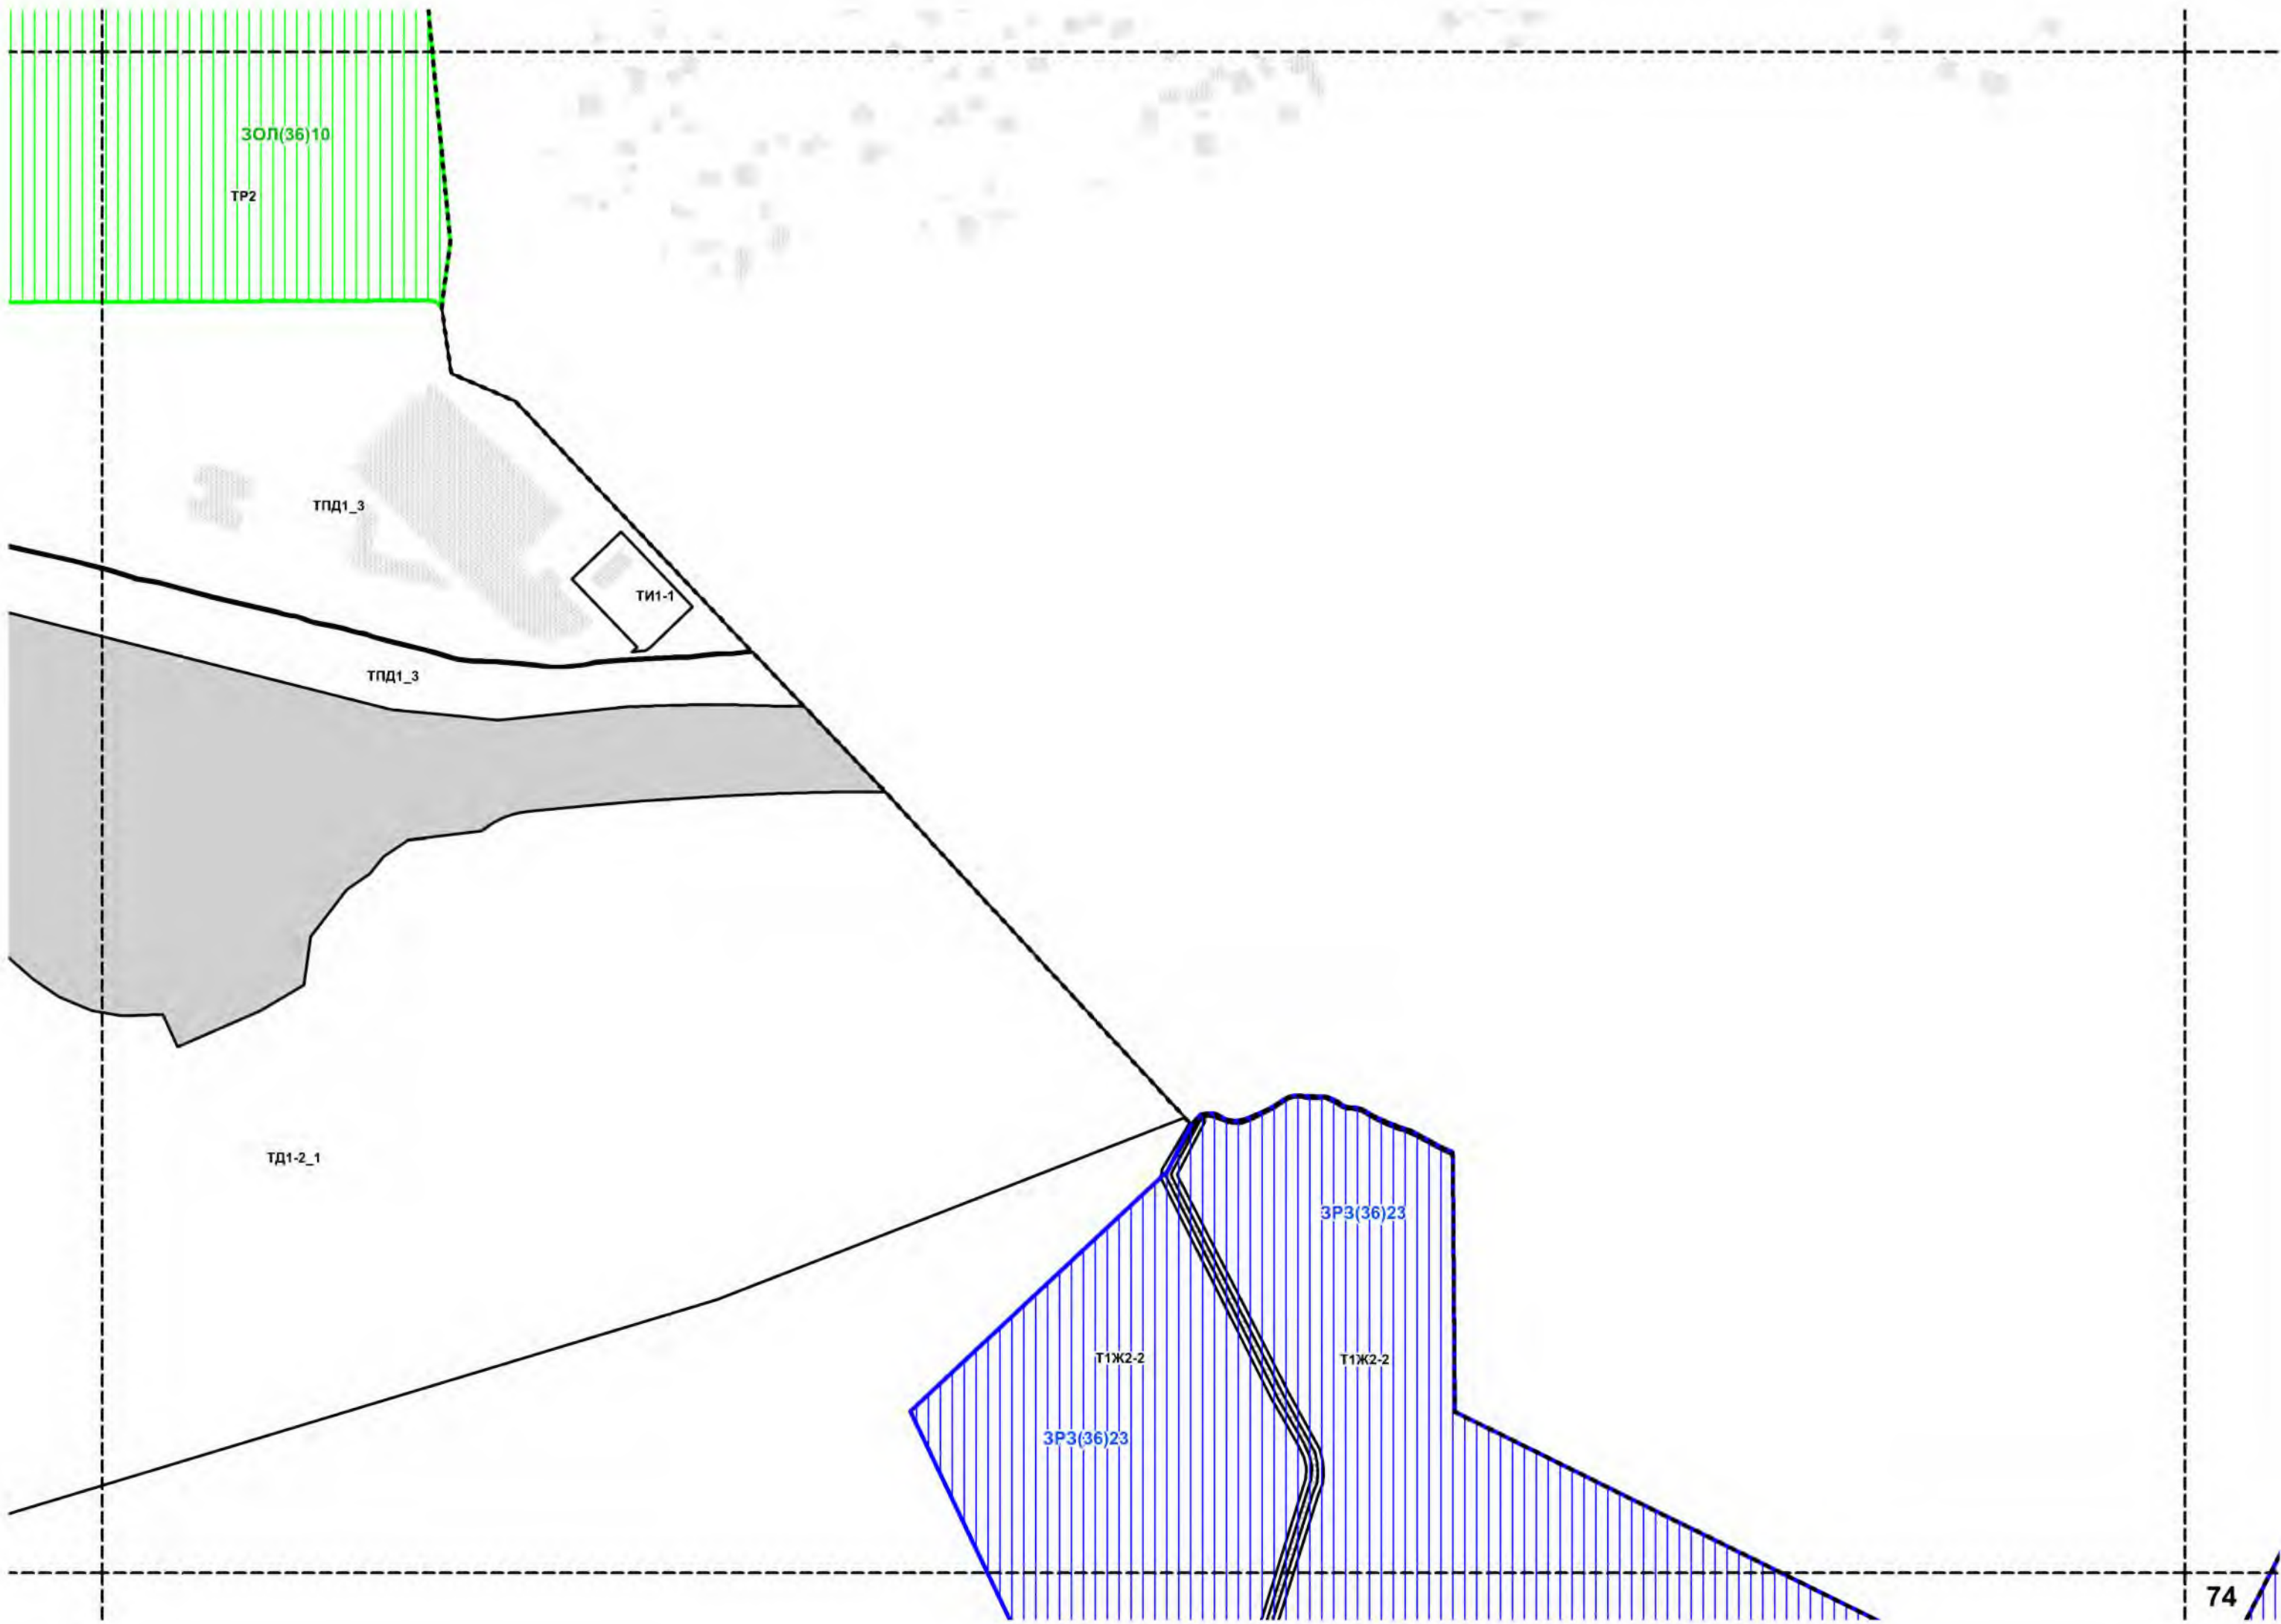 ЗОЛ(36)10
ТР2
ТПД1_3
ТИ1-1
ТПД1_3
ТД1-2_1
ЗРЗ(36)23
Т1Ж2-2
Т1Ж2-2
ЗРЗ(36)23
74